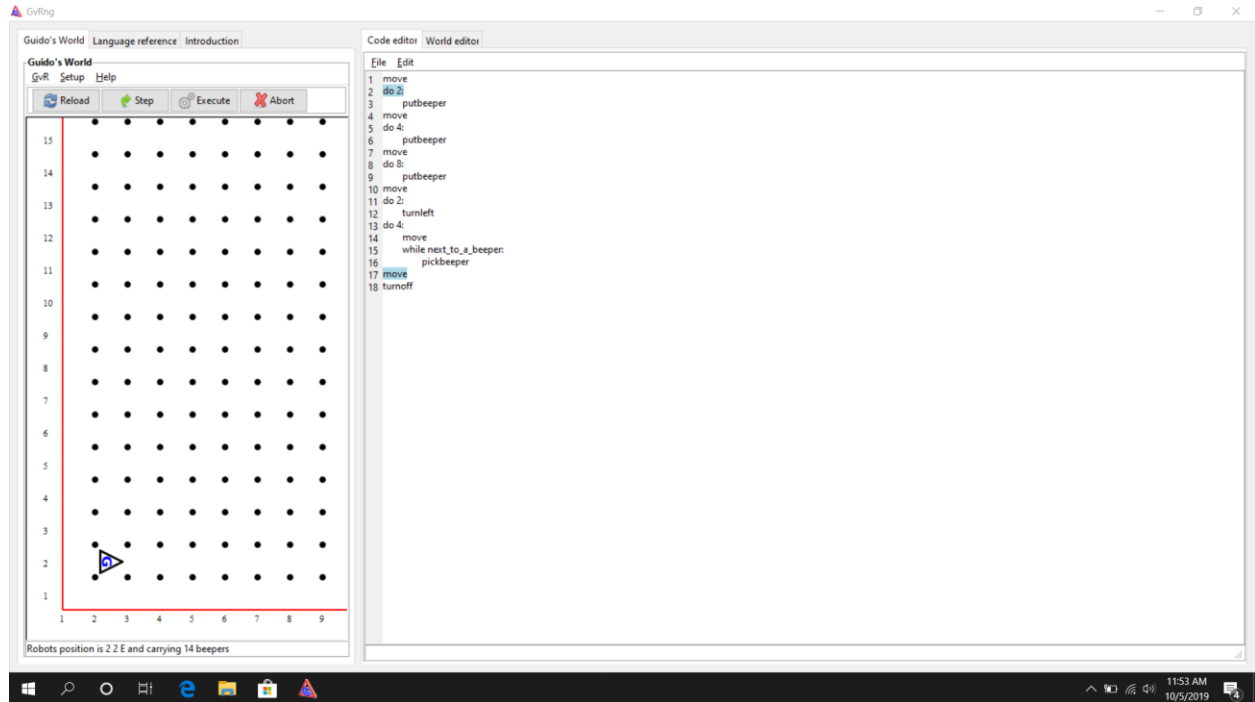 GvRng
Guido's World Language reference Introduction
Guido's World
GvR Setup Help
Reload Step Execute Abort
15
14
13
12
11
10
9
8
7
6
5
4
3
2
1
G
1 2 3 4 5 6 7 8 9
Robots position is 2 2 E and carrying 14 beepers
Code editor World editor
File Edit
1 move
2 do 2:
3 putbeeper
4 move
5 do 4:
6 putbeeper
7 move
8 do 8:
9 putbeeper
10 move
11 do 2:
12 turnleft
13 do 4:
14 move
15 while next_to_a_beeper:
16 pickbeeper
17 move
18 turnoff
11:53 AM
10/5/2019
4